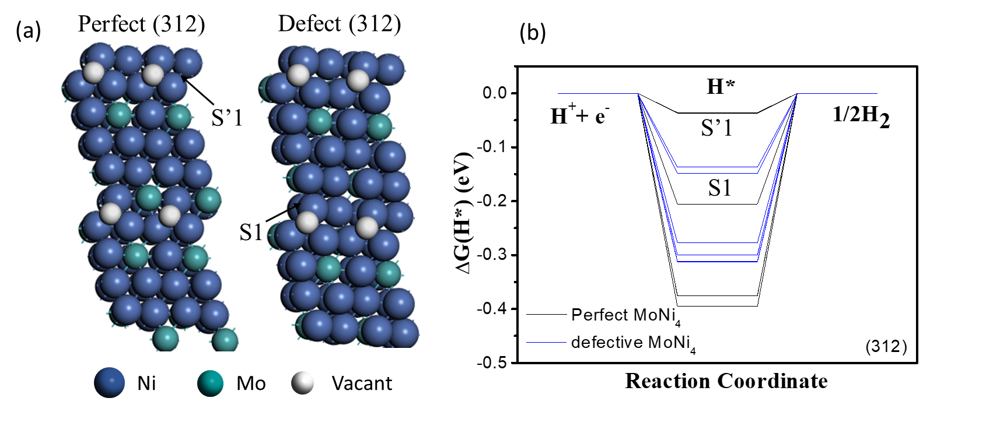 (a)
Perfect (312)
Defect (312)
S'1
S1
Ni
Mo
Vacant
(b)
H*
H⁺+ e⁻
1/2H₂
S'1
S1
0.0
-0.1
-0.2
-0.3
-0.4
-0.5
ΔG(H*) (eV)
Perfect MoNi₄
defective MoNi₄
(312)
Reaction Coordinate